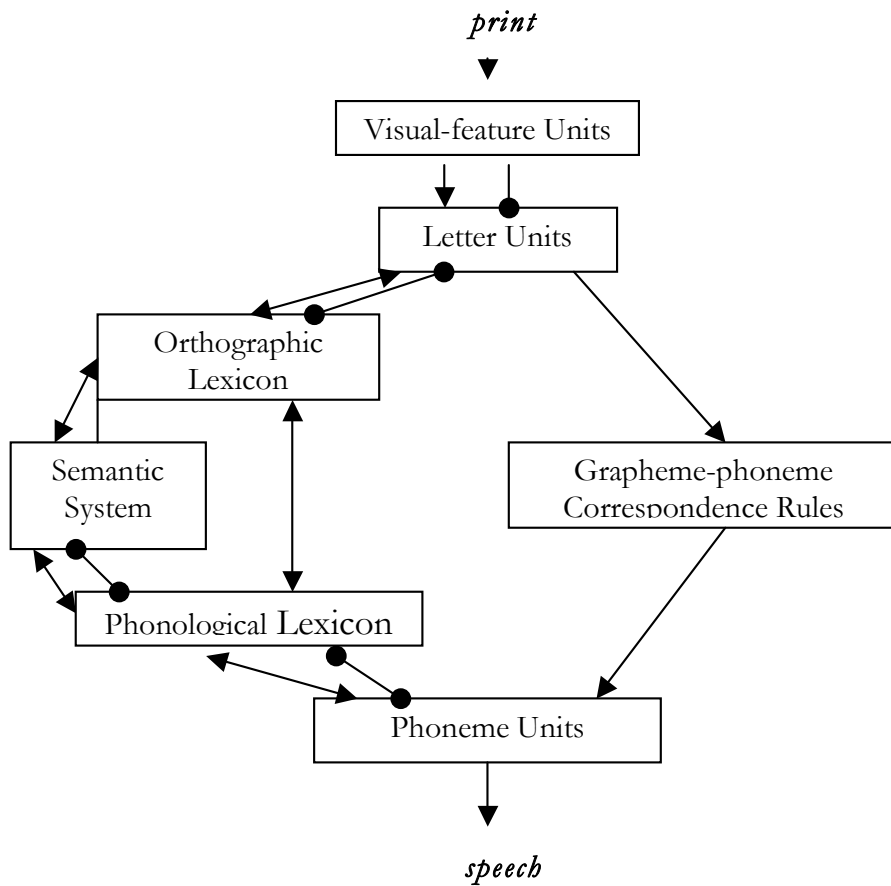 print
Visual-feature Units
Letter Units
Orthographic
Lexicon
Semantic
System
Grapheme-phoneme
Correspondence Rules
Phonological Lexicon
Phoneme Units
speech